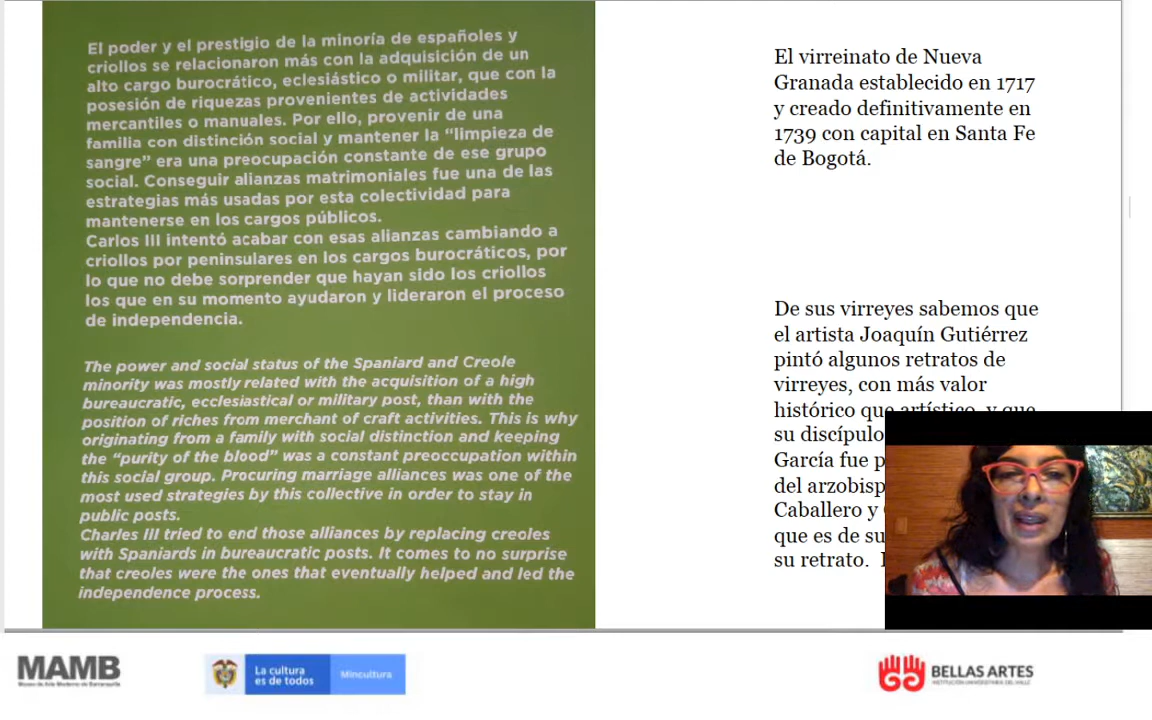 El poder y el prestigio de la minoría de españoles y
criollos se relacionaron más con la adquisición de un
alto cargo burocrático, eclesiástico o militar, que con la
posesión de riquezas provenientes de actividades
mercantiles o manuales. Por ello, provenir de una
familia con distinción social y mantener la “limpieza de
sangre” era una preocupación constante de ese grupo
social. Conseguir alianzas matrimoniales fue una de las
estrategias más usadas por esta colectividad para
mantenerse en los cargos públicos.
Carlos III intentó acabar con esas alianzas cambiando a
criollos por peninsulares en los cargos burocráticos, por
lo que no debe sorprender que hayan sido los criollos
los que en su momento ayudaron y lideraron el proceso
de independencia.
The power and social status of the Spaniard and Creole
minority was mostly related with the acquisition of a high
bureaucratic, ecclesiastical or military post, than with the
position of riches from merchant of craft activities. This is why
originating from a family with social distinction and keeping
the “purity of the blood” was a constant preoccupation within
this social group. Procuring marriage alliances was one of the
most used strategies by this collective in order to stay in
public posts.
Charles III tried to end those alliances by replacing creoles
with Spaniards in bureaucratic posts. It comes to no surprise
that creoles were the ones that eventually helped and led the
independence process.
El virreinato de Nueva
Granada establecido en 1717
y creado definitivamente en
1739 con capital en Santa Fe
de Bogotá.
De sus virreyes sabemos que
el artista Joaquín Gutiérrez
pintó algunos retratos de
virreyes, con más valor
histórico que artístico, y que
su discípulo
García fue p
del arzobisp
Caballero y
que es de su
su retrato.
MAMB
Museo de Arte Moderno de Barranquilla
La cultura
es de todos
Mincultura
BELLAS ARTES
INSTITUCIÓN UNIVERSITARIA DEL VALLE